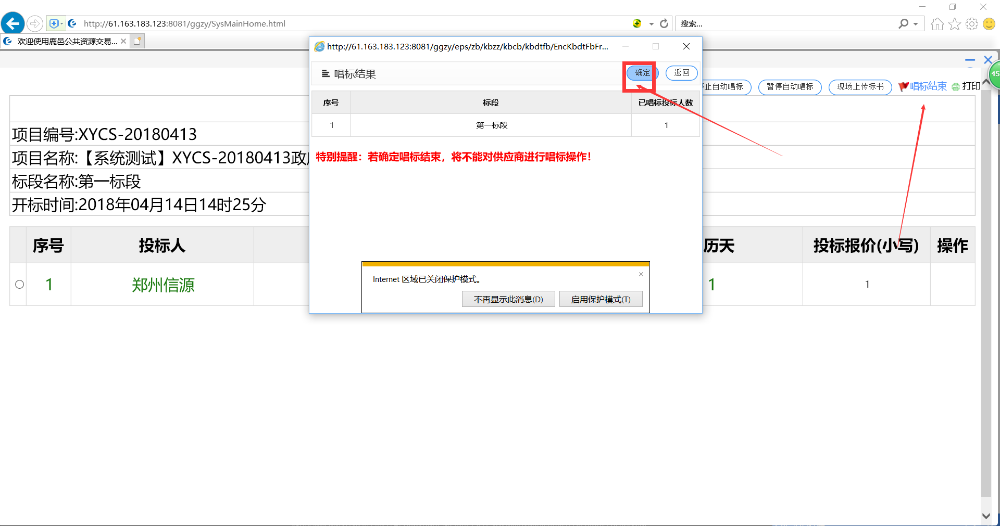 http://61.163.183.123:8081/ggzy/SysMainHome.html
搜索...
欢迎使用鹿邑公共资源交易...
http://61.163.183.123:8081/ggzy/eps/zb/kbzz/kbcb/kbdtfb/EncKbdtFbFr...
唱标结果
确定
返回
序号 标段 已唱标投标人数
1 第一标段 1
特别提醒：若确定唱标结束，将不能对供应商进行唱标操作！
Internet 区域已关闭保护模式。
不再显示此消息(D)
启用保护模式(T)
止自动唱标
暂停自动唱标
现场上传标书
唱标结束
打印
45
项目编号:XYCS-20180413
项目名称:【系统测试】XYCS-20180413政
标段名称:第一标段
开标时间:2018年04月14日14时25分
序号 投标人 历天 投标报价(小写) 操作
1 郑州信源 1 1